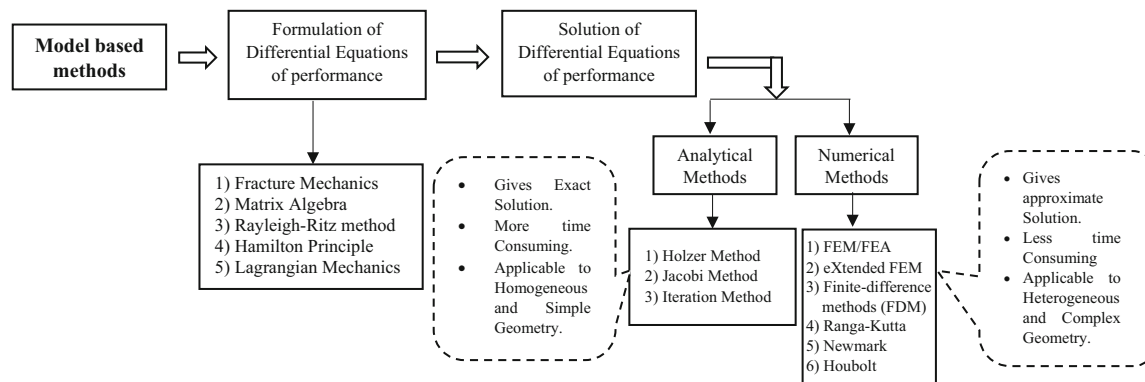 Model based
methods
Formulation of
Differential Equations
of performance
Solution of
Differential Equations
of performance
1) Fracture Mechanics
2) Matrix Algebra
3) Rayleigh-Ritz method
4) Hamilton Principle
5) Lagrangian Mechanics
Analytical
Methods
Numerical
Methods
• Gives Exact
Solution.
• More time
Consuming.
• Applicable to
Homogeneous
and Simple
Geometry.
1) Holzer Method
2) Jacobi Method
3) Iteration Method
1) FEM/FEA
2) eXtended FEM
3) Finite-difference
methods (FDM)
4) Ranga-Kutta
5) Newmark
6) Houbolt
• Gives
approximate
Solution.
• Less time
Consuming
• Applicable to
Heterogeneous
and Complex
Geometry.